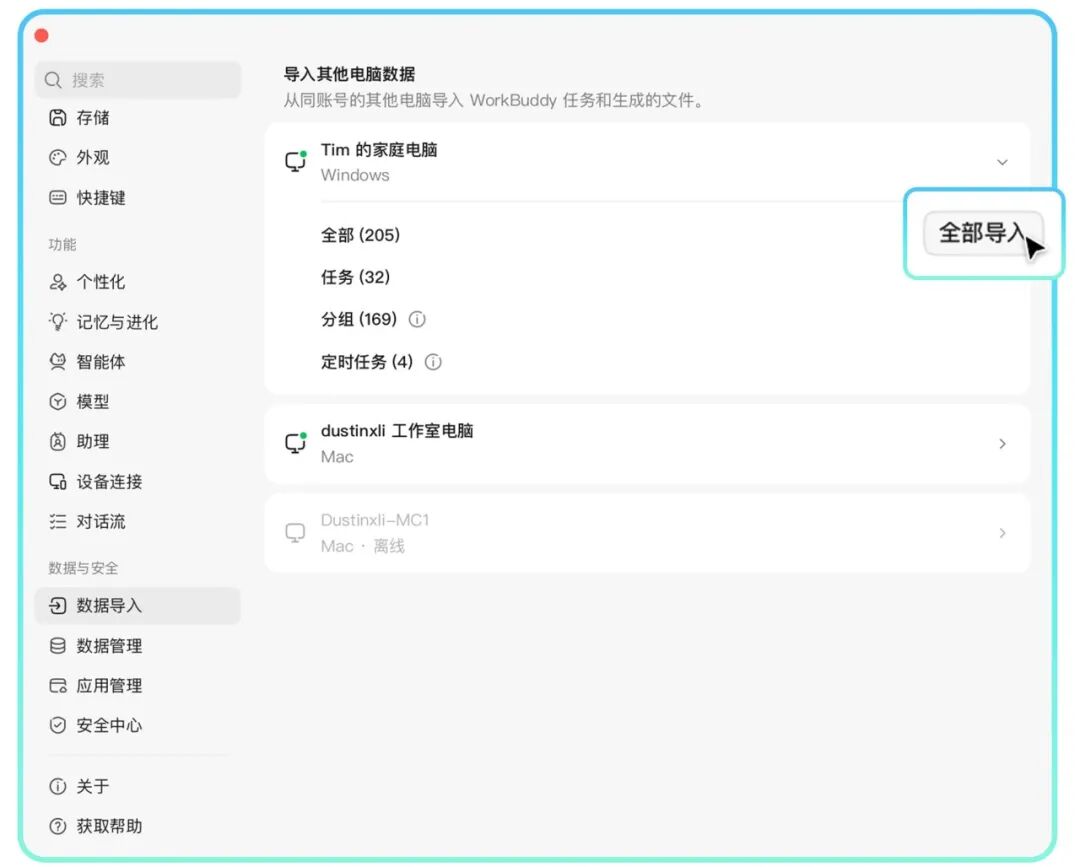 搜索
存储
外观
快捷键
功能
个性化
记忆与进化
智能体
模型
助理
设备连接
对话流
数据与安全
数据导入
数据管理
应用管理
安全中心
关于
获取帮助
导入其他电脑数据
从同账号的其他电脑导入 WorkBuddy 任务和生成的文件。
Tim 的家庭电脑
Windows
全部 (205)
全部导入
任务 (32)
分组 (169)
定时任务 (4)
dustinxli 工作室电脑
Mac
Dustinxli-MC1
Mac · 离线